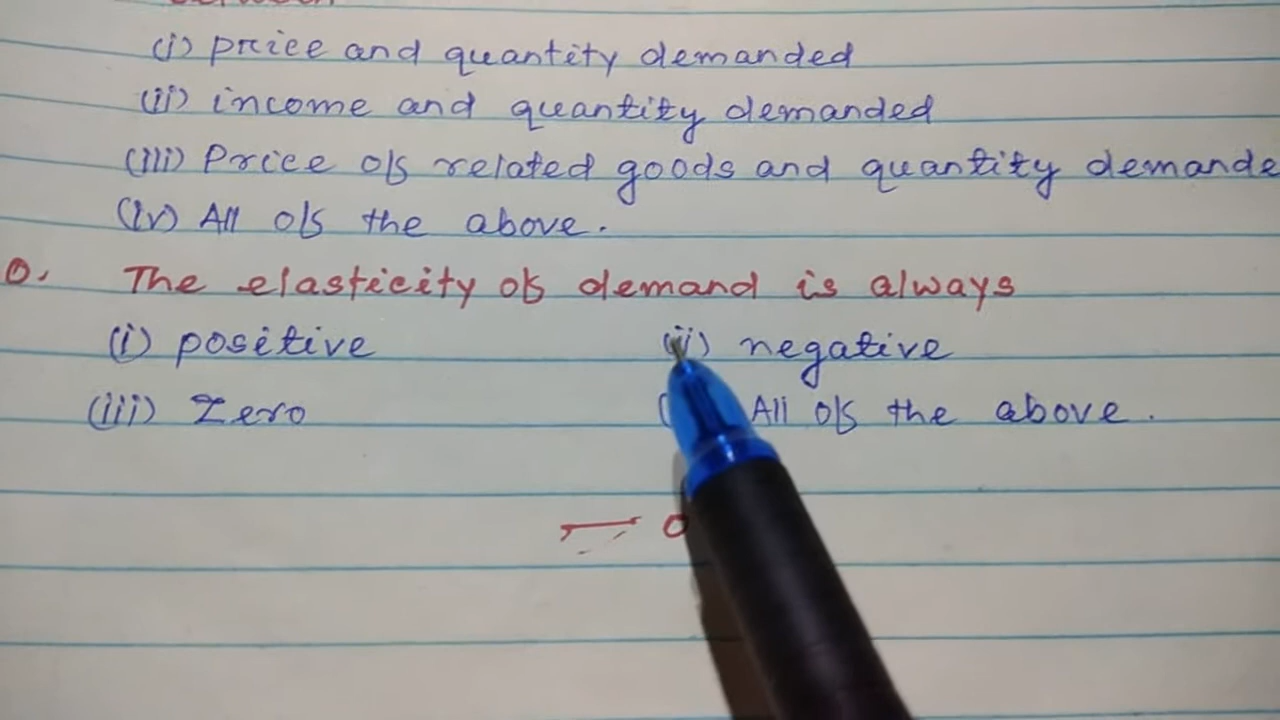 (i) price and quantity demanded
(ii) income and quantity demanded
(iii) Price of related goods and quantity demande
(iv) All of the above.
Q. The elasticity of demand is always
(i) positive (ii) negative
(iii) Zero All of the above.